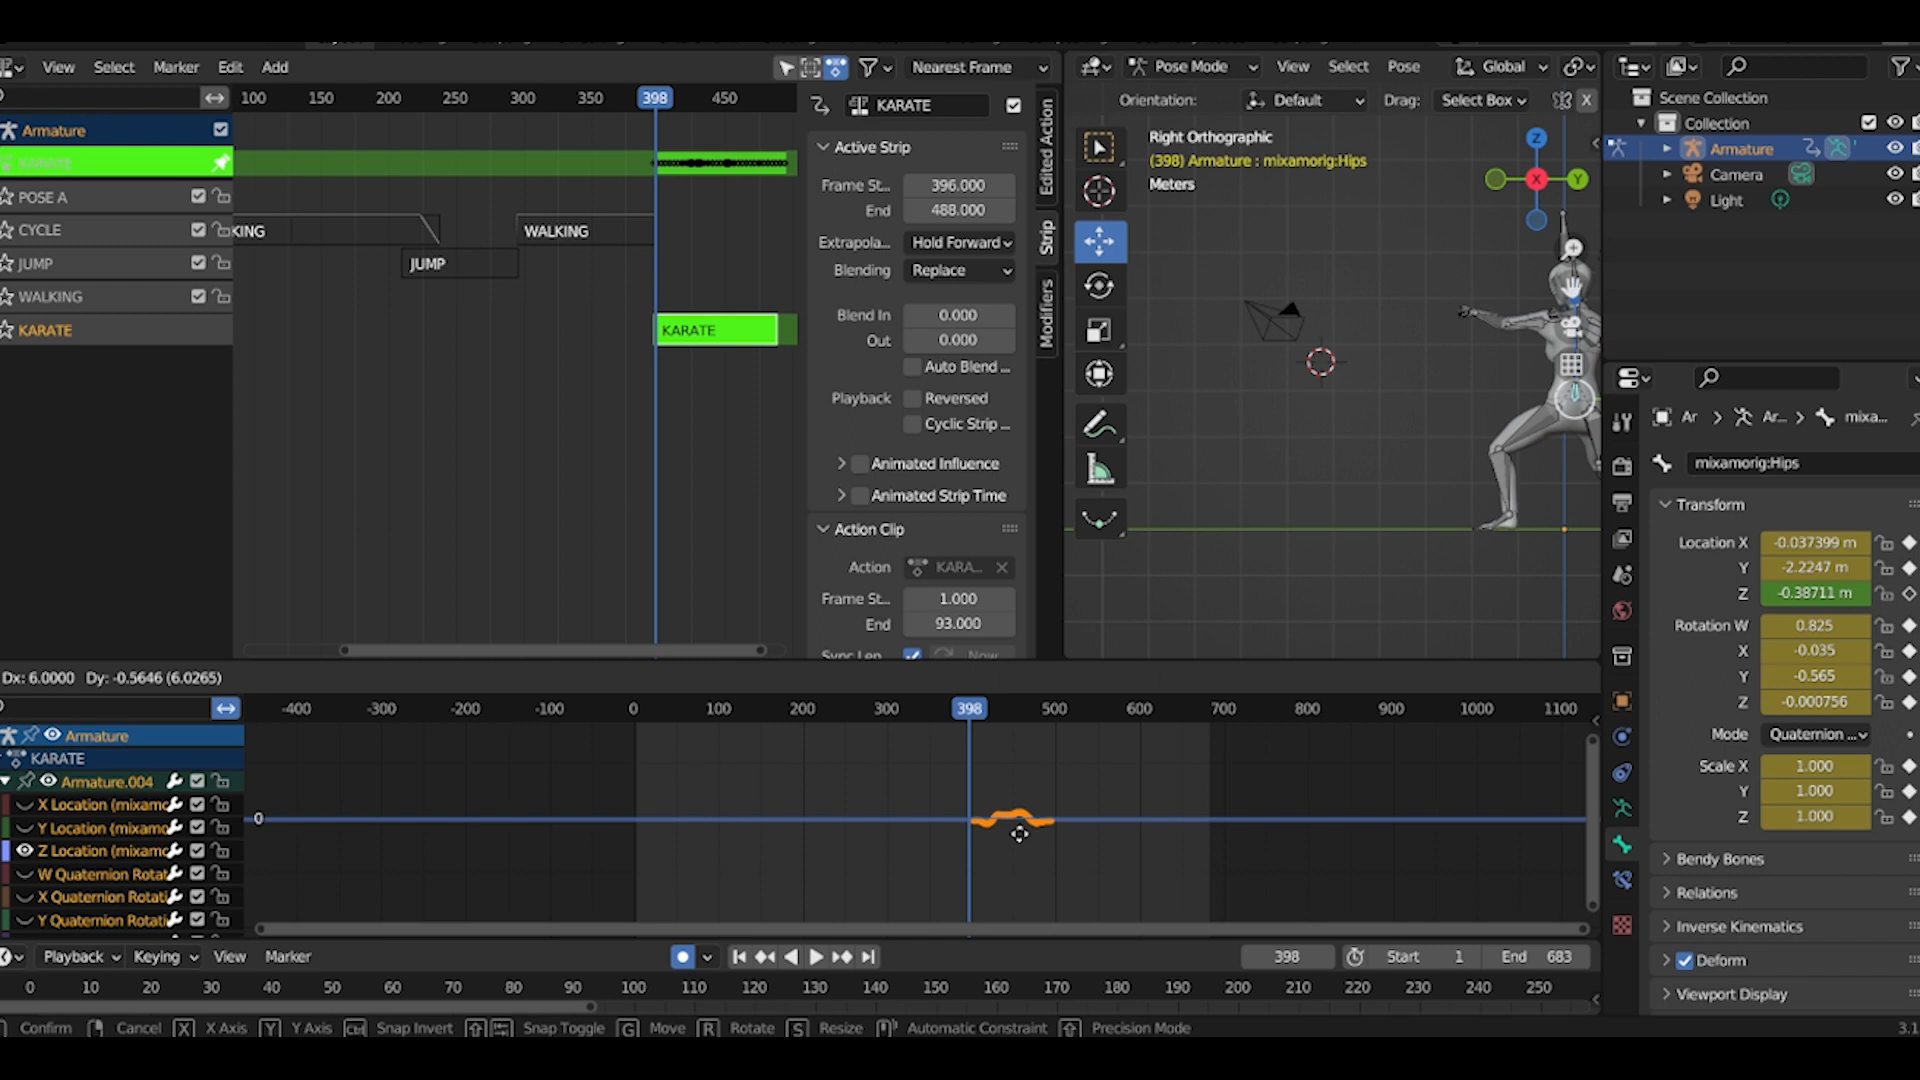 View Select Marker Edit Add Nearest Frame
100 150 200 250 300 350 398 450
Armature
KARATE
POSE A
CYCLE
JUMP
WALKING
KARATE
KING
WALKING
JUMP
KARATE
KARATE
Active Strip
Frame St... 396.000
End 488.000
Extrapola... Hold Forward
Blending Replace
Blend In 0.000
Out 0.000
Auto Blend ...
Playback Reversed
Cyclic Strip ...
Animated Influence
Animated Strip Time
Action Clip
Action KARA...
Frame St... 1.000
End 93.000
Sync Len... Now
Edited Action
Strip
Modifiers
Pose Mode View Select Pose Global
Orientation: Default Drag: Select Box X
Right Orthographic
(398) Armature : mixamorig:Hips
Meters
Z
X
Y
Scene Collection
Collection
Armature
Camera
Light
Ar Ar... mixa...
mixamorig:Hips
Transform
Location X -0.037399 m
Y -2.2247 m
Z -0.38711 m
Rotation W 0.825
X -0.035
Y -0.565
Z -0.000756
Mode Quaternion ...
Scale X 1.000
Y 1.000
Z 1.000
Bendy Bones
Relations
Inverse Kinematics
Deform
Viewport Display
Dx: 6.0000 Dy: -0.5646 (6.0265)
-400 -300 -200 -100 0 100 200 300 398 500 600 700 800 900 1000 1100
Armature
KARATE
Armature.004
X Location (mixamo
Y Location (mixamo
Z Location (mixamo
W Quaternion Rotat
X Quaternion Rotati
Y Quaternion Rotati
0
Playback Keying View Marker 398 Start 1 End 683
0 10 20 30 40 50 60 70 80 90 100 110 120 130 140 150 160 170 180 190 200 210 220 230 240 250
Confirm Cancel X X Axis Y Y Axis Ctrl Snap Invert Snap Toggle G Move R Rotate S Resize Automatic Constraint Precision Mode 3.1